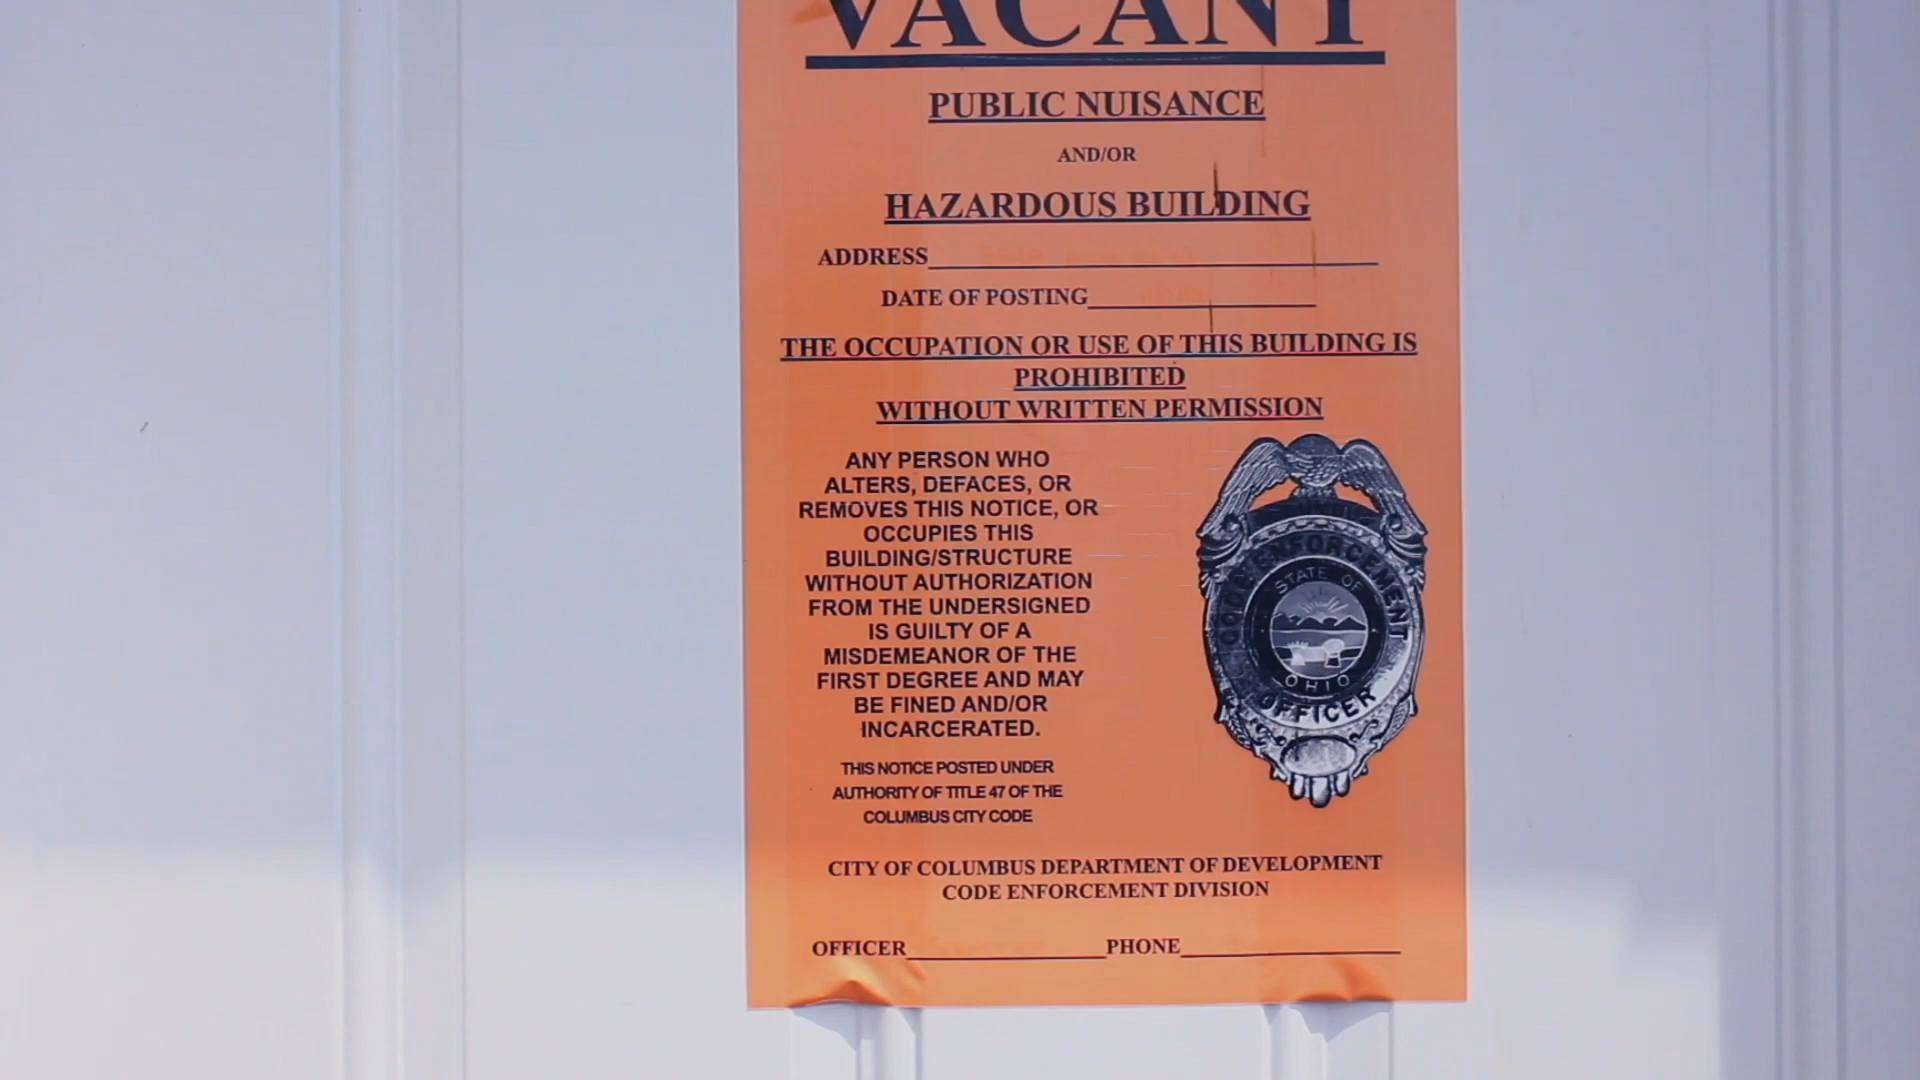 VACANT
PUBLIC NUISANCE
AND/OR
HAZARDOUS BUILDING
ADDRESS
DATE OF POSTING
THE OCCUPATION OR USE OF THIS BUILDING IS
PROHIBITED
WITHOUT WRITTEN PERMISSION
ANY PERSON WHO
ALTERS, DEFACES, OR
REMOVES THIS NOTICE, OR
OCCUPIES THIS
BUILDING/STRUCTURE
WITHOUT AUTHORIZATION
FROM THE UNDERSIGNED
IS GUILTY OF A
MISDEMEANOR OF THE
FIRST DEGREE AND MAY
BE FINED AND/OR
INCARCERATED.
THIS NOTICE POSTED UNDER
AUTHORITY OF TITLE 47 OF THE
COLUMBUS CITY CODE
CODE ENFORCEMENT
STATE OF
OHIO
OFFICER
CITY OF COLUMBUS DEPARTMENT OF DEVELOPMENT
CODE ENFORCEMENT DIVISION
OFFICER PHONE